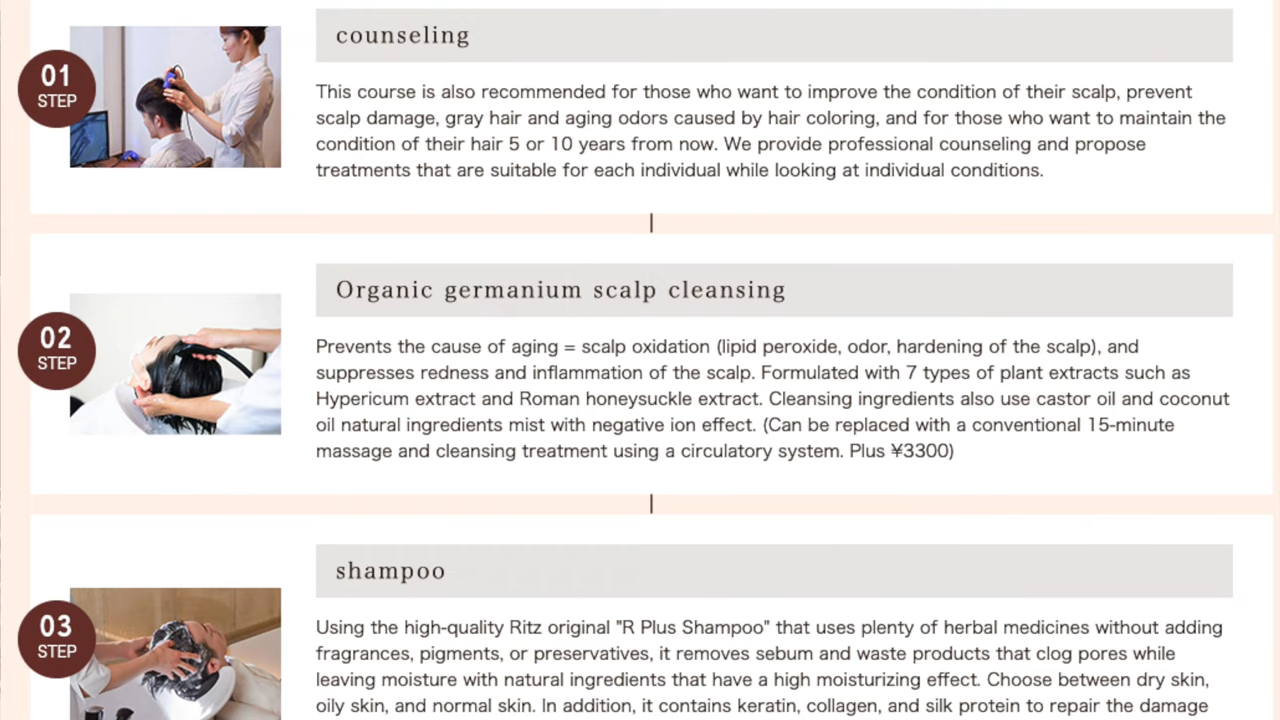 counseling
01
STEP
This course is also recommended for those who want to improve the condition of their scalp, prevent
scalp damage, gray hair and aging odors caused by hair coloring, and for those who want to maintain the
condition of their hair 5 or 10 years from now. We provide professional counseling and propose
treatments that are suitable for each individual while looking at individual conditions.
Organic germanium scalp cleansing
02
STEP
Prevents the cause of aging = scalp oxidation (lipid peroxide, odor, hardening of the scalp), and
suppresses redness and inflammation of the scalp. Formulated with 7 types of plant extracts such as
Hypericum extract and Roman honeysuckle extract. Cleansing ingredients also use castor oil and coconut
oil natural ingredients mist with negative ion effect. (Can be replaced with a conventional 15-minute
massage and cleansing treatment using a circulatory system. Plus ¥3300)
shampoo
03
STEP
Using the high-quality Ritz original "R Plus Shampoo" that uses plenty of herbal medicines without adding
fragrances, pigments, or preservatives, it removes sebum and waste products that clog pores while
leaving moisture with natural ingredients that have a high moisturizing effect. Choose between dry skin,
oily skin, and normal skin. In addition, it contains keratin, collagen, and silk protein to repair the damage